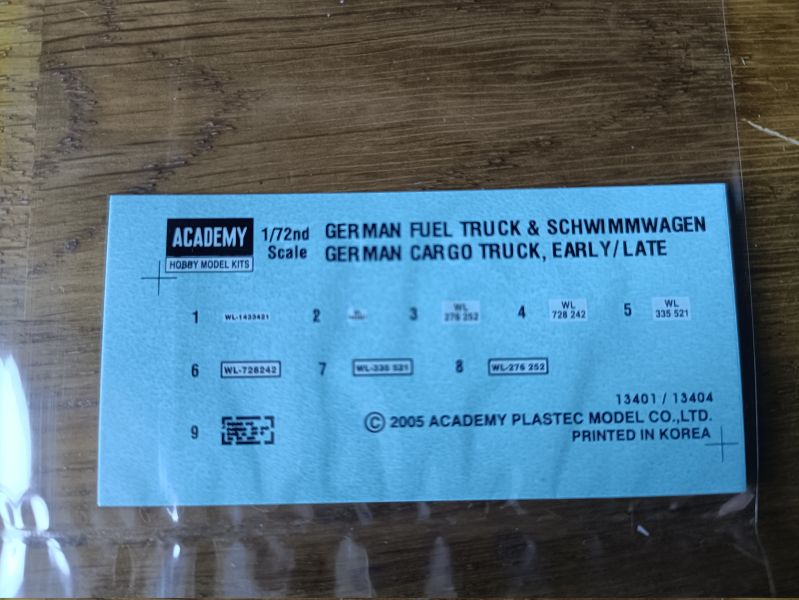 ACADEMY
HOBBY MODEL KITS
1/72nd
Scale
GERMAN FUEL TRUCK & SCHWIMMWAGEN
GERMAN CARGO TRUCK, EARLY/LATE
1 WL-1433421
2
3 WL
276 252
4 WL
728 242
5 WL
335 521
6 WL-728242
7 WL-335 521
8 WL-276 252
9
13401 / 13404
© 2005 ACADEMY PLASTEC MODEL CO.,LTD.
PRINTED IN KOREA